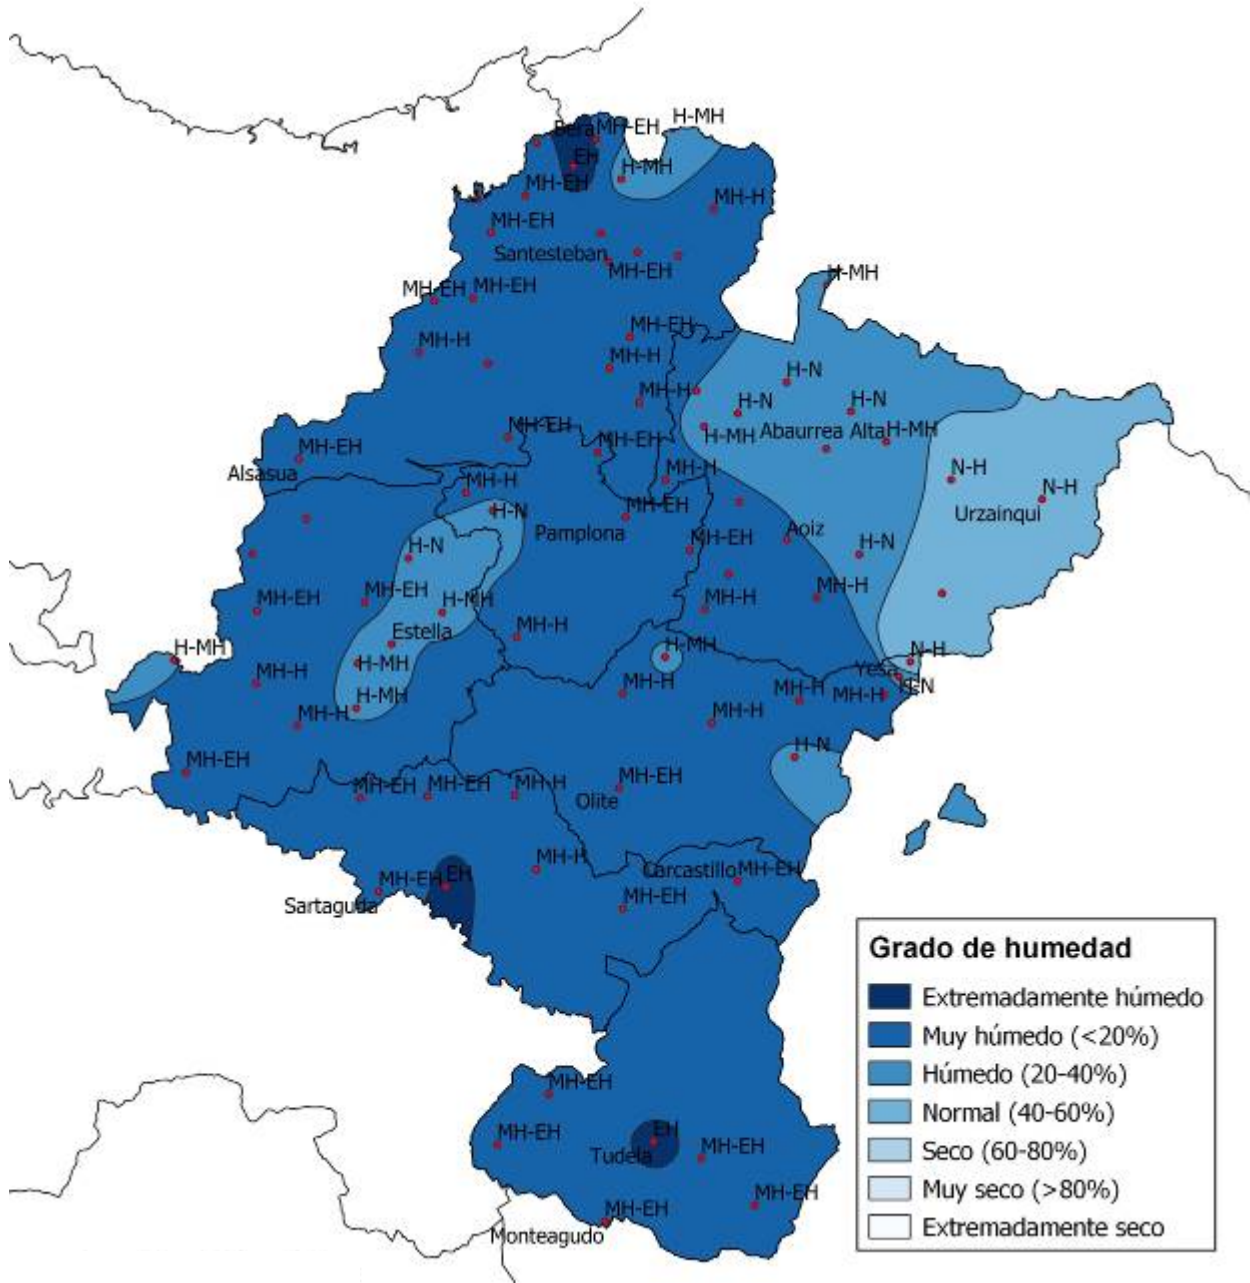 H-MH
Bera
MH-EH
EH
H-MH
MH-EH
MH-H
MH-EH
Santesteban
MH-EH
H-MH
MH-EH
MH-EH
MH-EH
MH-H
MH-H
H-N
MH-H
H-N
H-N
MH-EH
H-MH
Abaurrea Alta
H-MH
MH-EH
MH-EH
Alsasua
MH-H
N-H
MH-H
N-H
H-N
MH-EH
Urzainqui
Pamplona
Aoiz
MH-EH
H-N
H-N
MH-H
MH-EH
MH-EH
H-MH
MH-H
Estella
MH-H
H-MH
H-MH
H-MH
N-H
Yesa
MH-H
MH-H
MH-H
MH-H
H-N
H-MH
MH-H
MH-H
H-N
MH-EH
MH-EH
MH-EH
MH-EH
MH-H
Olite
MH-H
MH-EH
EH
Carcastillo
MH-EH
Sartaguda
MH-EH
Grado de humedad
Extremadamente húmedo
Muy húmedo (<20%)
Húmedo (20-40%)
Normal (40-60%)
Seco (60-80%)
Muy seco (>80%)
Extremadamente seco
MH-EH
MH-EH
EH
Tudela
MH-EH
MH-EH
MH-EH
Monteagudo